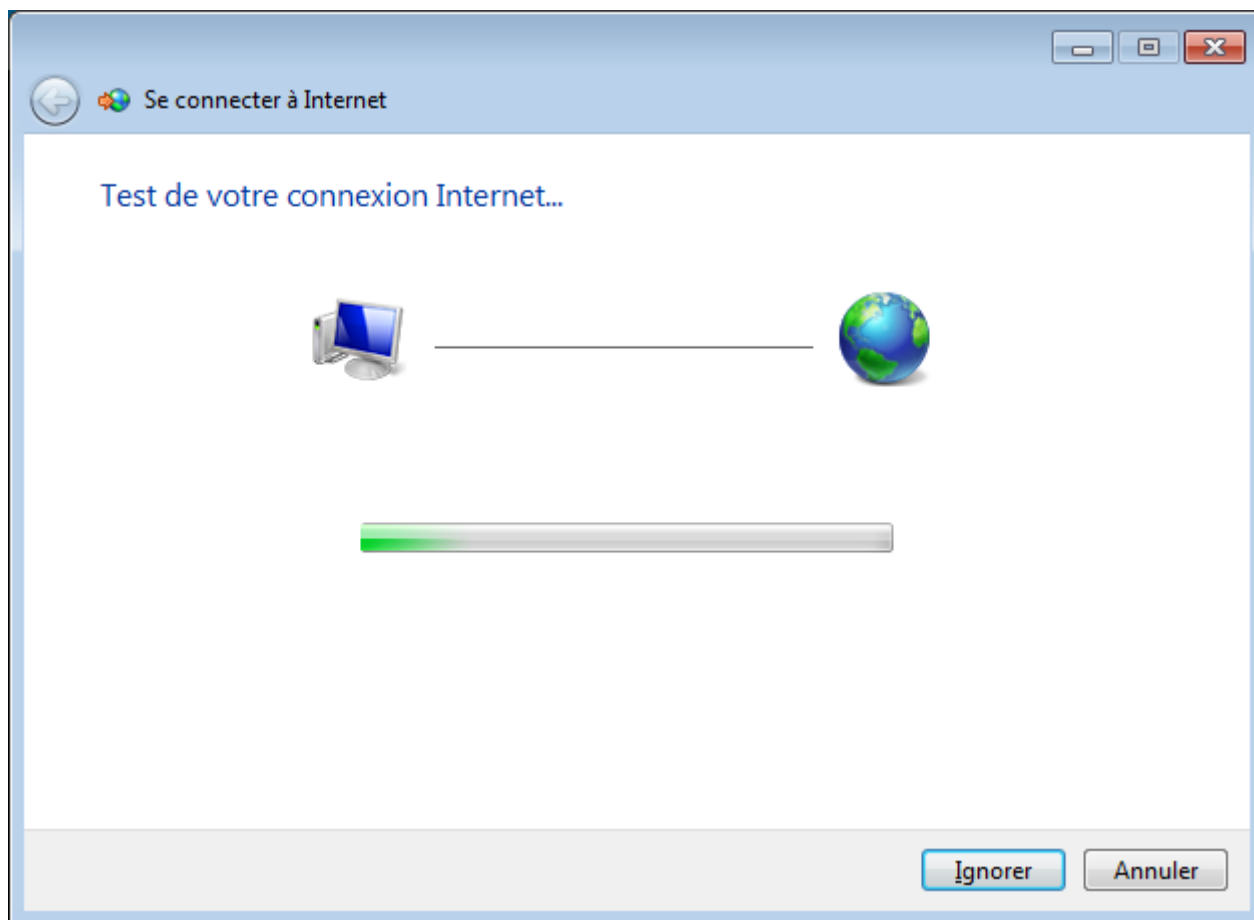 Se connecter à Internet
Test de votre connexion Internet...
Ignorer
Annuler